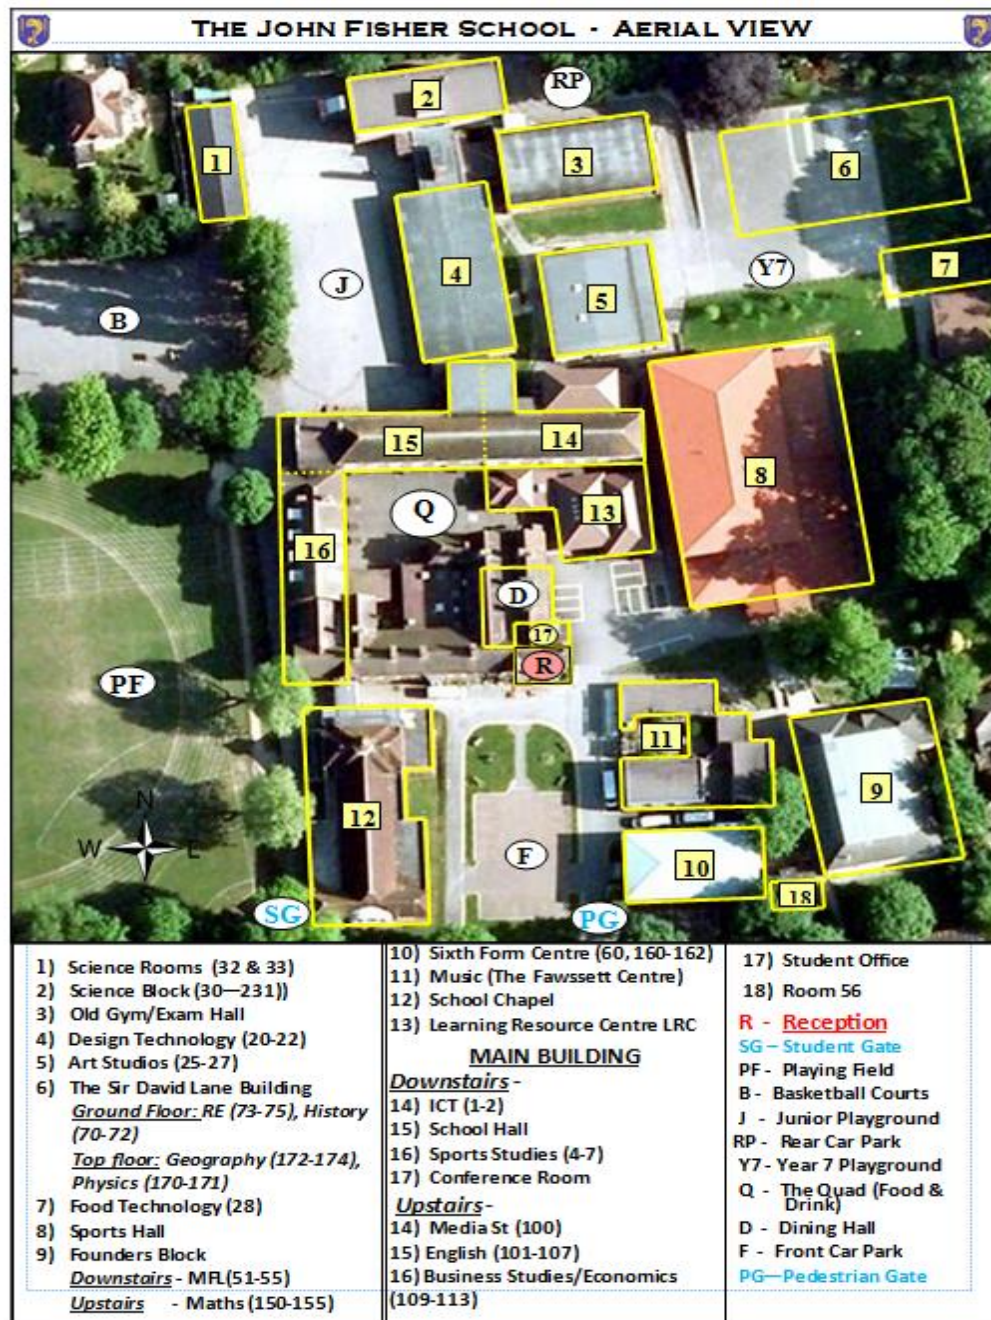 THE JOHN FISHER SCHOOL - AERIAL VIEW
2
RP
1
3
6
Y7
7
4
J
5
B
15
14
8
Q
13
16
D
17
R
PF
11
9
12
N
W
E
F
10
SG
PG
18
1) Science Rooms (32 & 33)
2) Science Block (30—231))
3) Old Gym/Exam Hall
4) Design Technology (20-22)
5) Art Studios (25-27)
6) The Sir David Lane Building
Ground Floor: RE (73-75), History
(70-72)
Top floor: Geography (172-174),
Physics (170-171)
7) Food Technology (28)
8) Sports Hall
9) Founders Block
Downstairs - MFL(51-55)
Upstairs - Maths (150-155)
10) Sixth Form Centre (60, 160-162)
11) Music (The Fawssett Centre)
12) School Chapel
13) Learning Resource Centre LRC
MAIN BUILDING
Downstairs -
14) ICT (1-2)
15) School Hall
16) Sports Studies (4-7)
17) Conference Room
Upstairs -
14) Media St (100)
15) English (101-107)
16) Business Studies/Economics
(109-113)
17) Student Office
18) Room 56
R - Reception
SG – Student Gate
PF - Playing Field
B - Basketball Courts
J - Junior Playground
RP - Rear Car Park
Y7 - Year 7 Playground
Q - The Quad (Food &
Drink)
D - Dining Hall
F - Front Car Park
PG—Pedestrian Gate